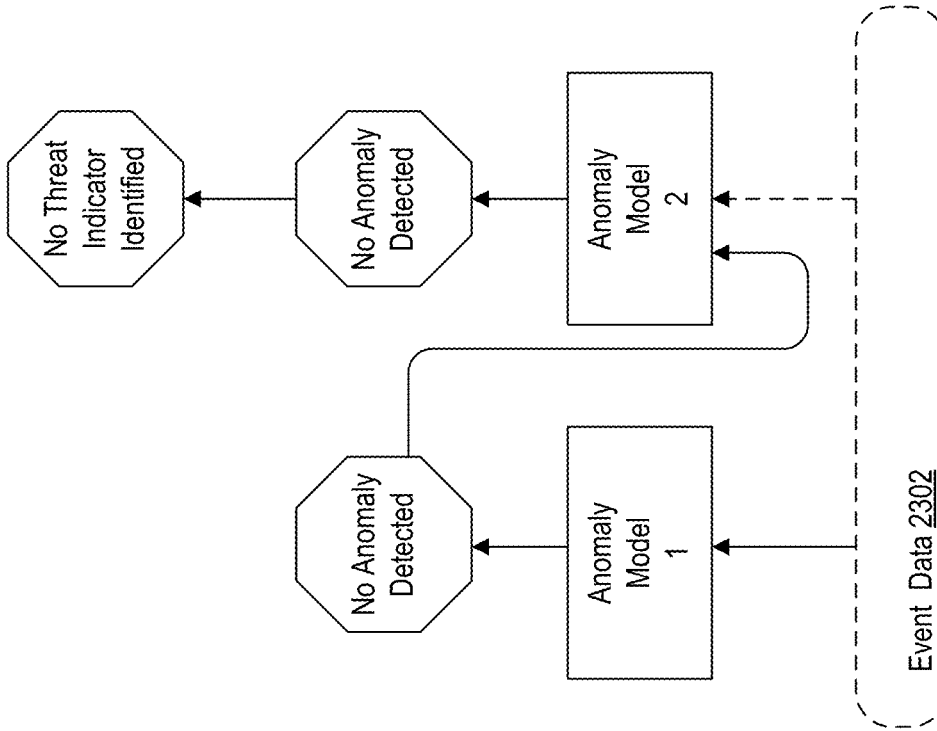 No Threat
Indicator
Identified
No Anomaly
Detected
No Anomaly
Detected
Anomaly
Model
1
Anomaly
Model
2
Event Data 2302